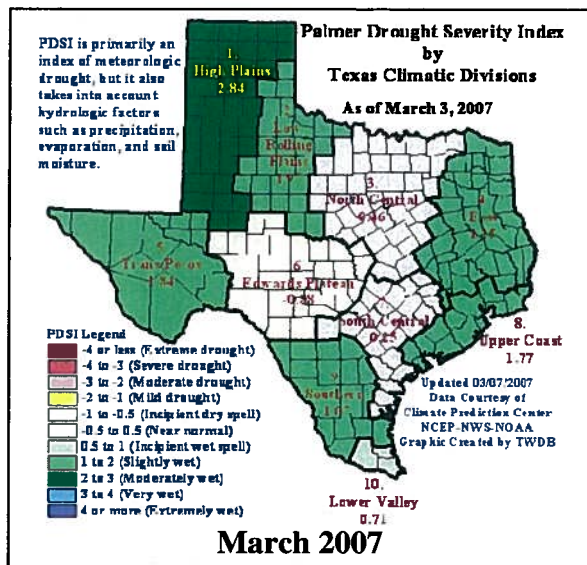 Palmer Drought Severity Index
by
Texas Climatic Divisions
As of March 3, 2007
PDSI is primarily an
index of meteorologic
drought, but it also
takes into account
hydrologic factors
such as precipitation,
evaporation, and soil
moisture.
1.
High Plains
2.84
Low
Rolling
Plains
3.
North Central
4.
East
5.
Trans Pecos
1.84
6.
Edwards Plateau
-0.88
South Central
8.
Upper Coast
1.77
9.
Southern
10.
Lower Valley
0.71
PDSI Legend
-4 or less (Extreme drought)
-4 to -3 (Severe drought)
-3 to -2 (Moderate drought)
-2 to -1 (Mild drought)
-1 to -0.5 (Incipient dry spell)
-0.5 to 0.5 (Near normal)
0.5 to 1 (Incipient wet spell)
1 to 2 (Slightly wet)
2 to 3 (Moderately wet)
3 to 4 (Very wet)
4 or more (Extremely wet)
Updated 03/07/2007
Data Courtesy of
Climate Prediction Center
NCEP-NWS-NOAA
Graphic Created by TWDB
March 2007